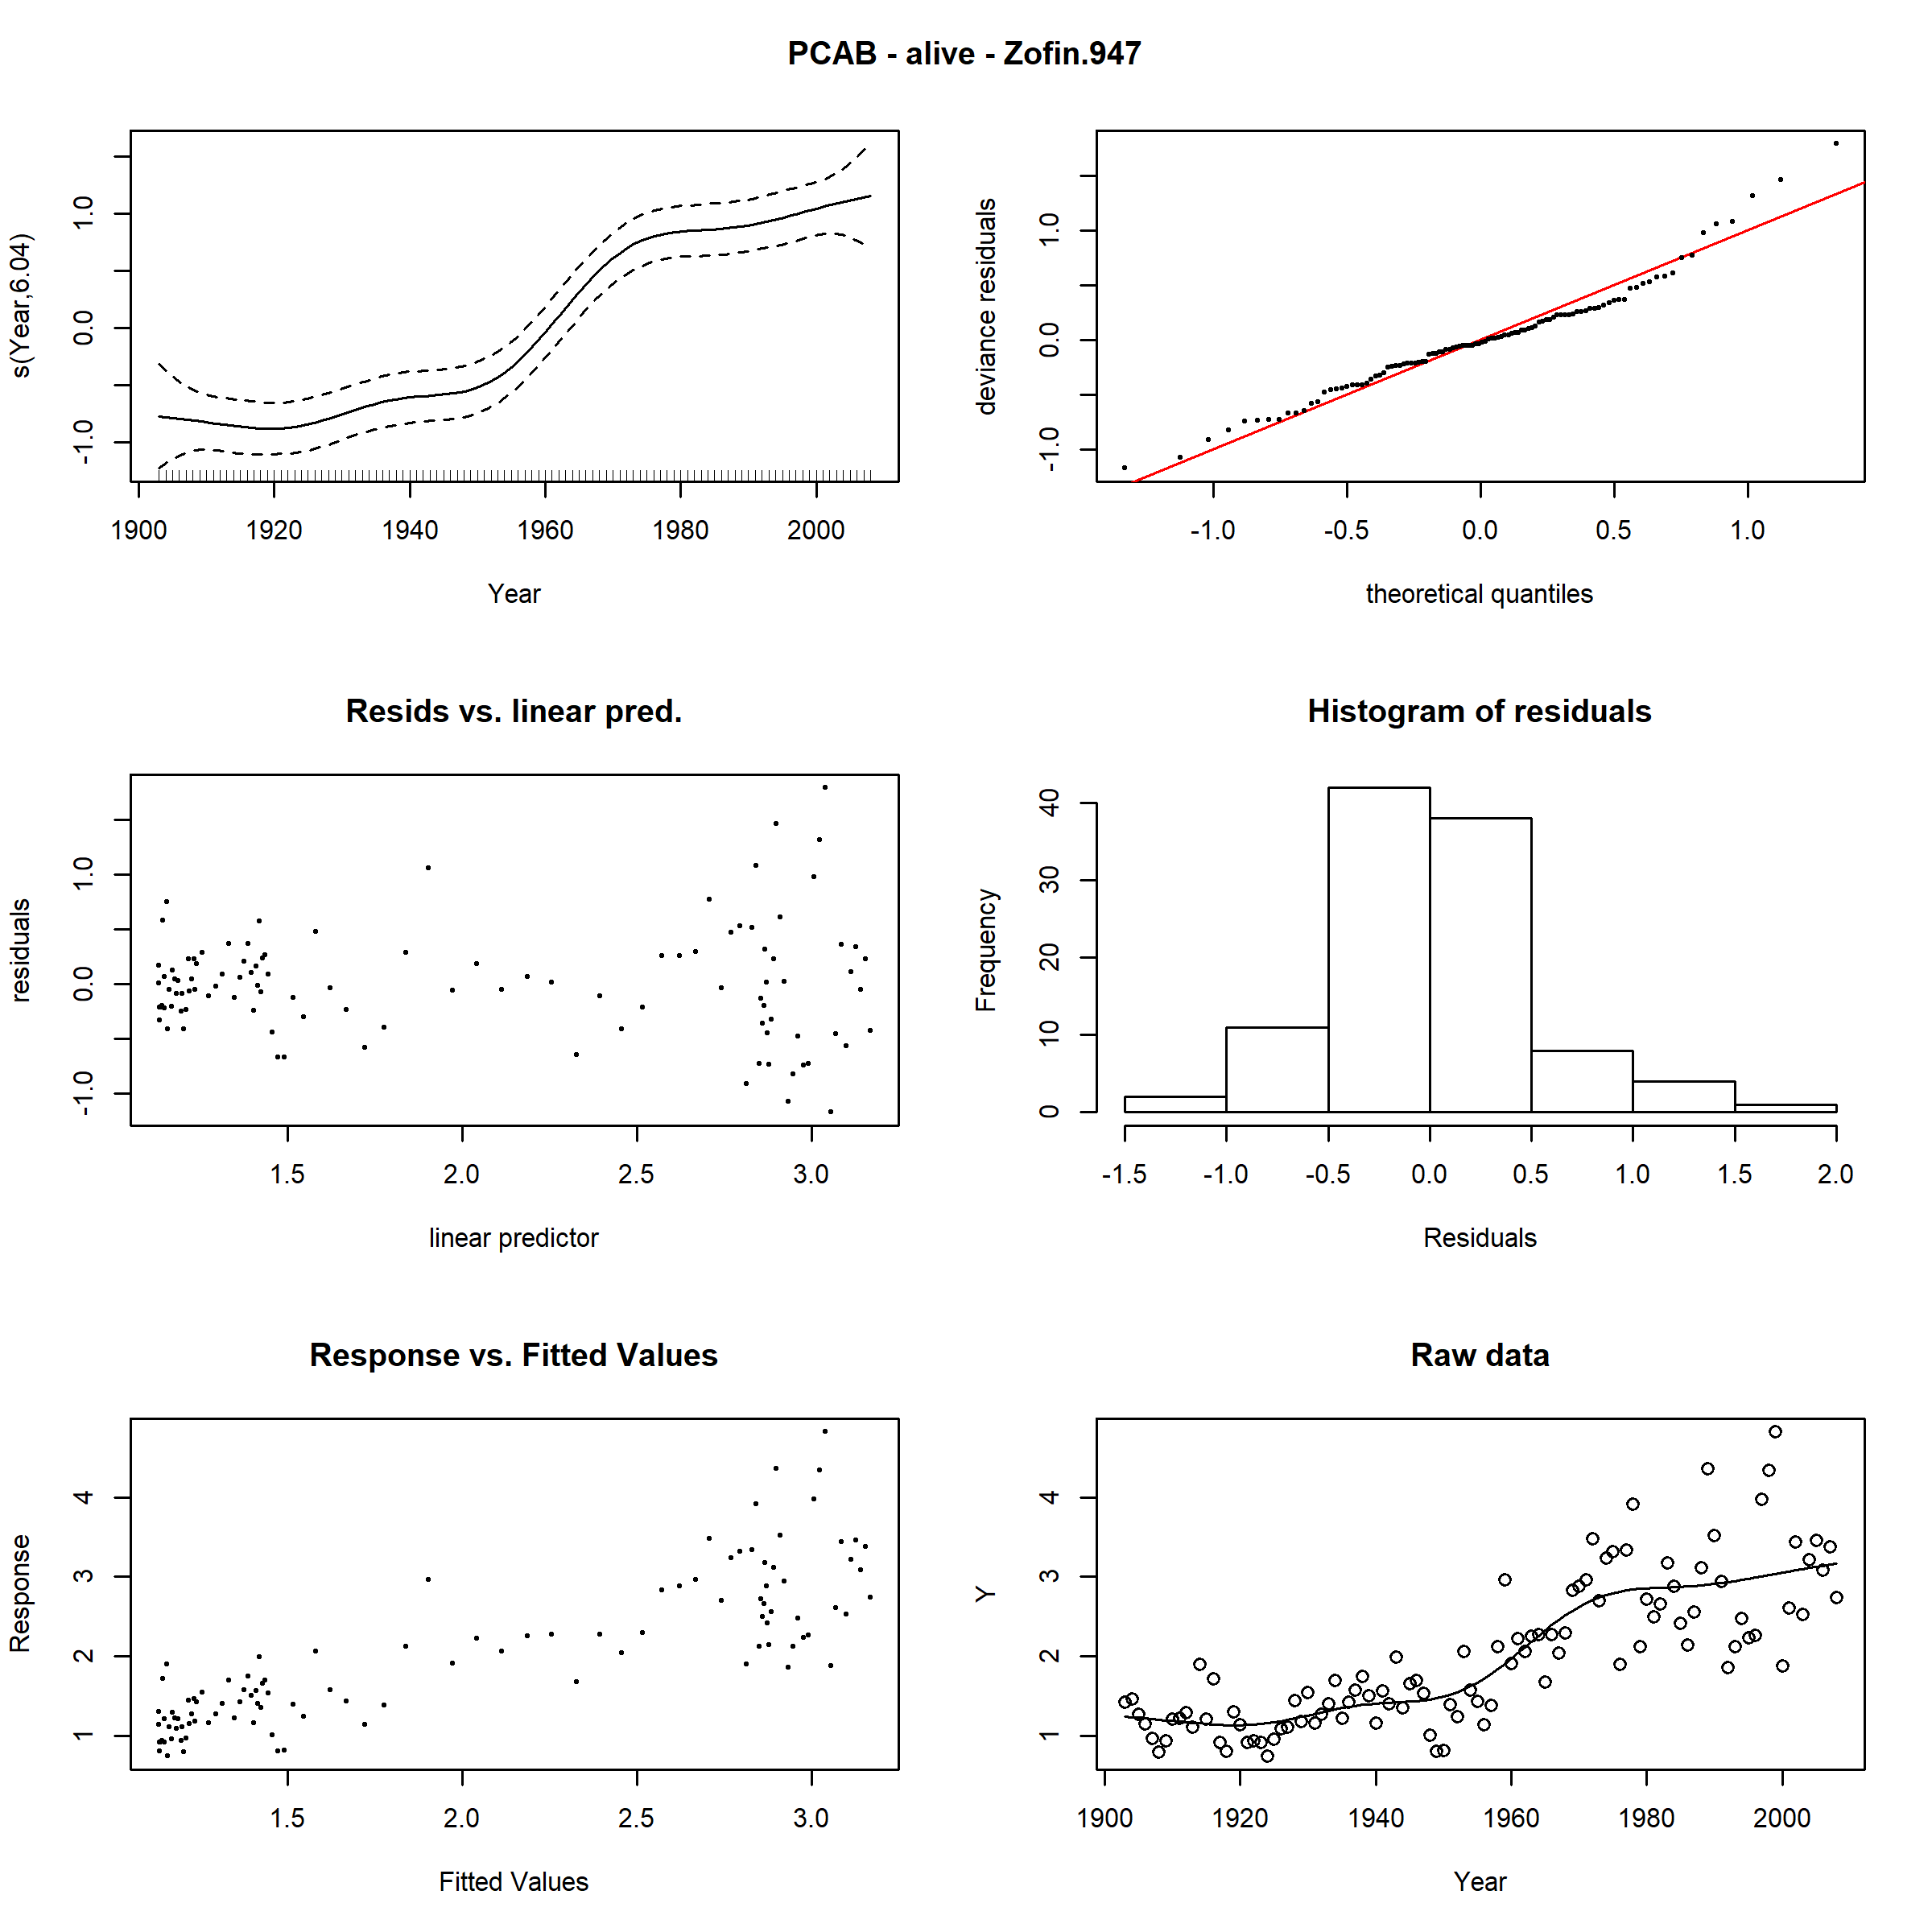 PCAB - alive - Zofin.947
s(Year,6.04)
-1.0 0.0 1.0
1900 1920 1940 1960 1980 2000
Year
deviance residuals
-1.0 0.0 1.0
-1.0 -0.5 0.0 0.5 1.0
theoretical quantiles
Resids vs. linear pred.
residuals
-1.0 0.0 1.0
1.5 2.0 2.5 3.0
linear predictor
Histogram of residuals
Frequency
0 10 20 30 40
-1.5 -1.0 -0.5 0.0 0.5 1.0 1.5 2.0
Residuals
Response vs. Fitted Values
Response
1 2 3 4
1.5 2.0 2.5 3.0
Fitted Values
Raw data
Y
1 2 3 4
1900 1920 1940 1960 1980 2000
Year